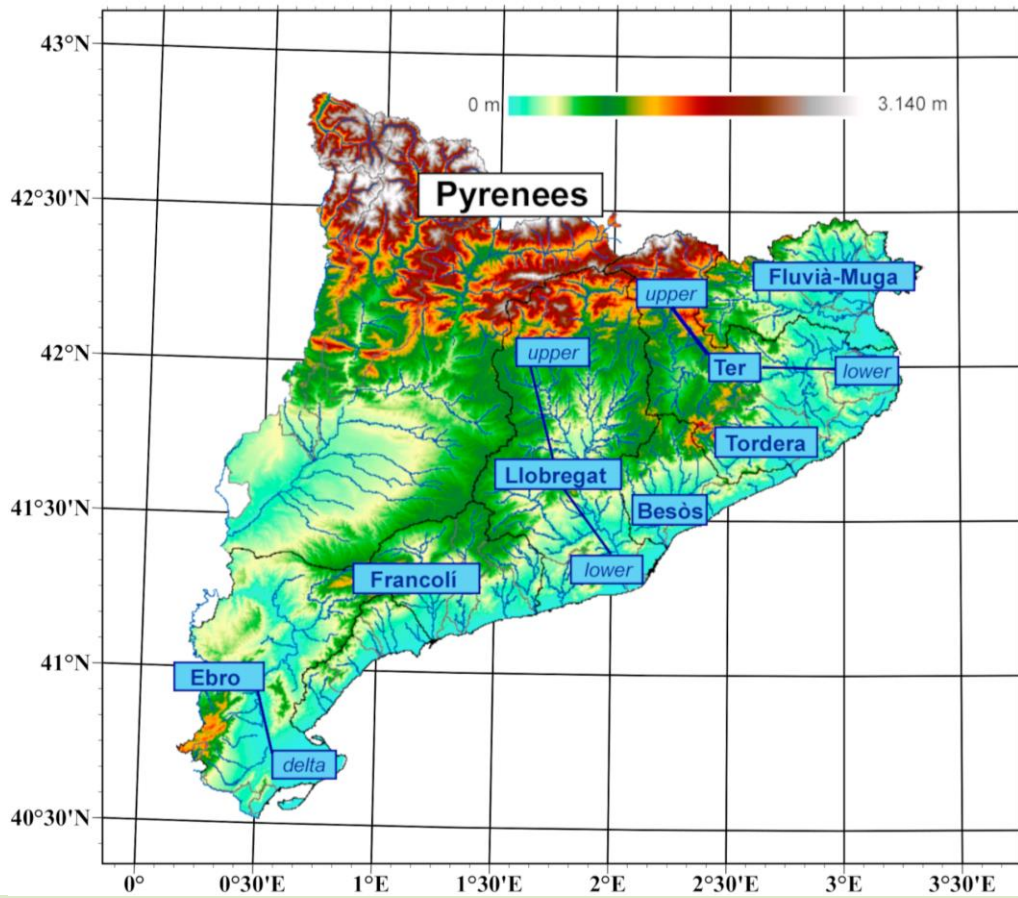 43°N
0 m
3.140 m
42°30'N
Pyrenees
Fluvià-Muga
upper
42°N
upper
Ter
lower
Tordera
Llobregat
41°30'N
Besòs
lower
Francolí
41°N
Ebro
delta
40°30'N
0°
0°30'E
1°E
1°30'E
2°E
2°30'E
3°E
3°30'E